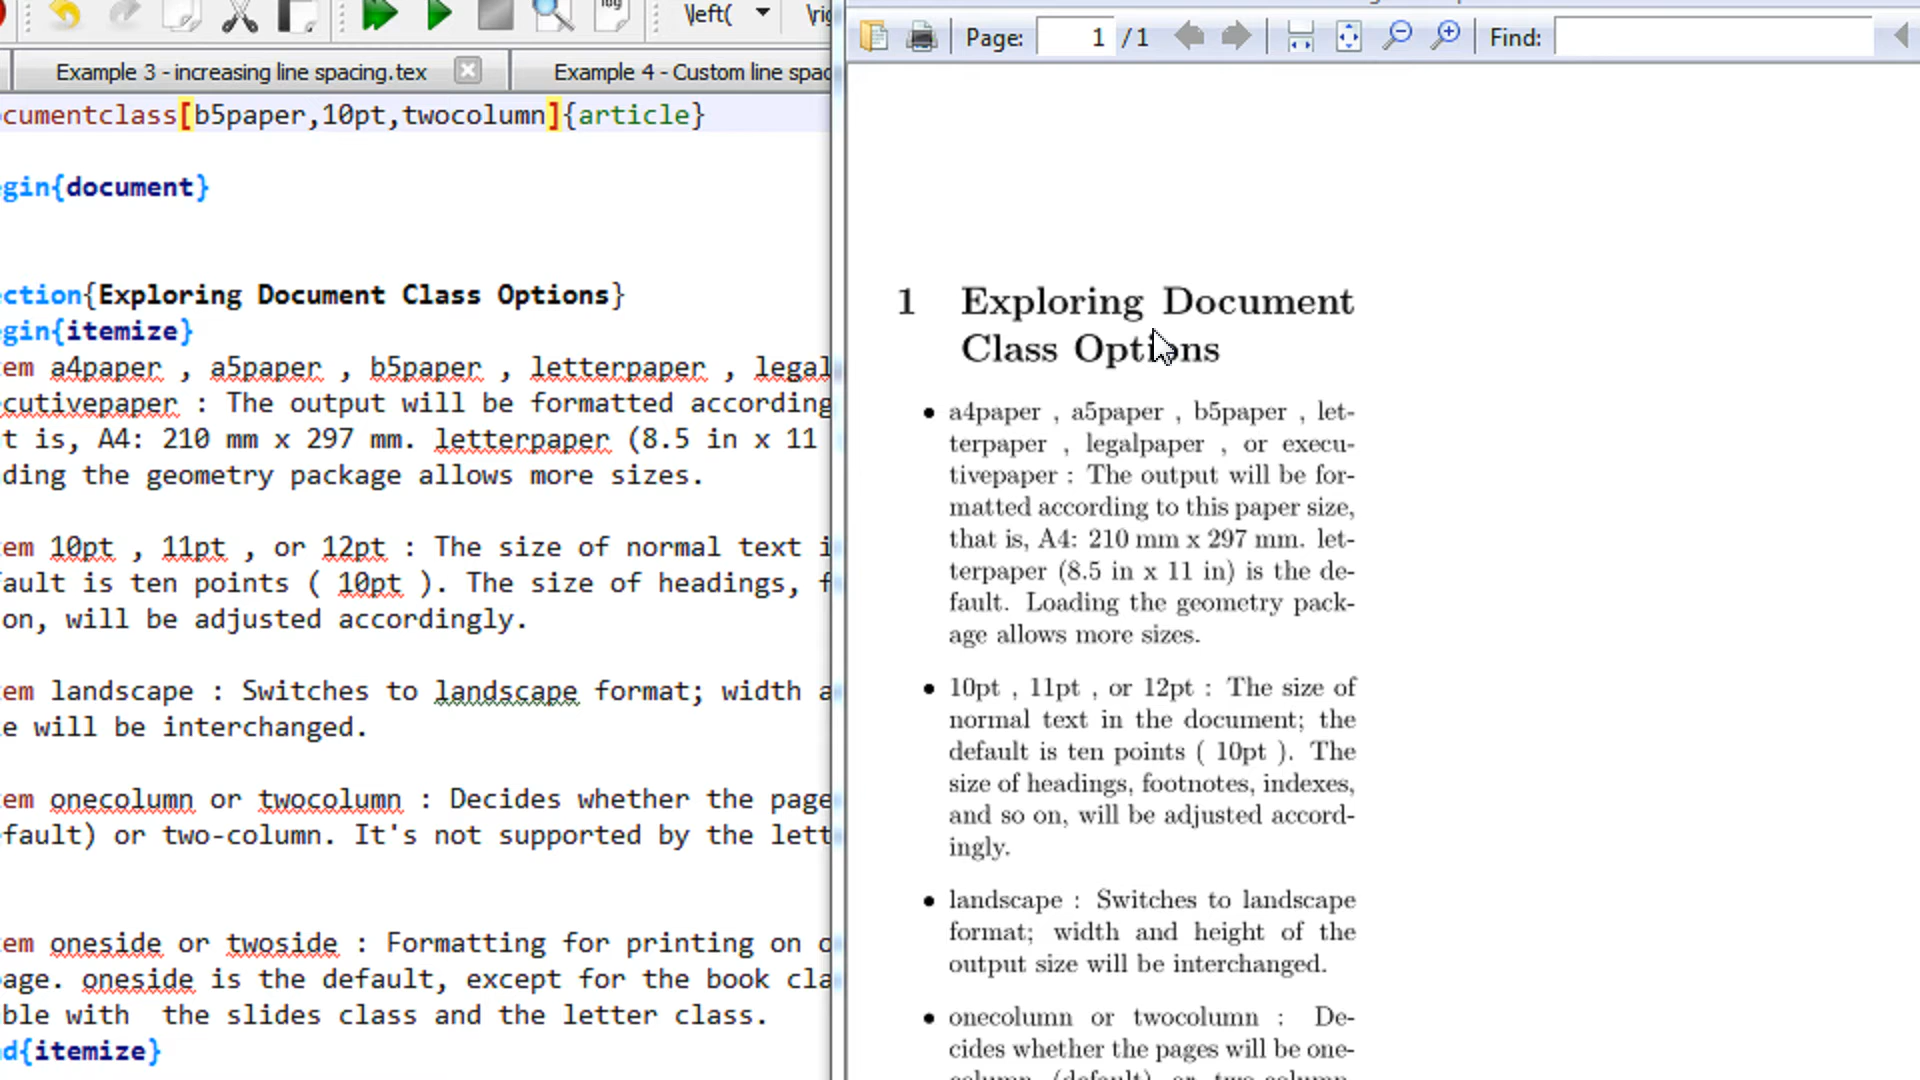 \left(
Page: 1 / 1
Find:
Example 3 - increasing line spacing.tex
Example 4 - Custom line spac
cumentclass[b5paper,10pt,twocolumn]{article}
gin{document}
ction{Exploring Document Class Options}
gin{itemize}
em a4paper , a5paper , b5paper , letterpaper , legal
cutivepaper : The output will be formatted according
t is, A4: 210 mm x 297 mm. letterpaper (8.5 in x 11
ding the geometry package allows more sizes.
em 10pt , 11pt , or 12pt : The size of normal text i
fault is ten points ( 10pt ). The size of headings, f
on, will be adjusted accordingly.
em landscape : Switches to landscape format; width a
e will be interchanged.
em onecolumn or twocolumn : Decides whether the page
fault) or two-column. It's not supported by the lett
em oneside or twoside : Formatting for printing on o
age. oneside is the default, except for the book cla
ble with  the slides class and the letter class.
d{itemize}
1 Exploring Document
Class Options
• a4paper , a5paper , b5paper , let-
terpaper , legalpaper , or execu-
tivepaper : The output will be for-
matted according to this paper size,
that is, A4: 210 mm x 297 mm. let-
terpaper (8.5 in x 11 in) is the de-
fault. Loading the geometry pack-
age allows more sizes.
• 10pt , 11pt , or 12pt : The size of
normal text in the document; the
default is ten points ( 10pt ). The
size of headings, footnotes, indexes,
and so on, will be adjusted accord-
ingly.
• landscape : Switches to landscape
format; width and height of the
output size will be interchanged.
• onecolumn or twocolumn : De-
cides whether the pages will be one-
column (default) or two-column.